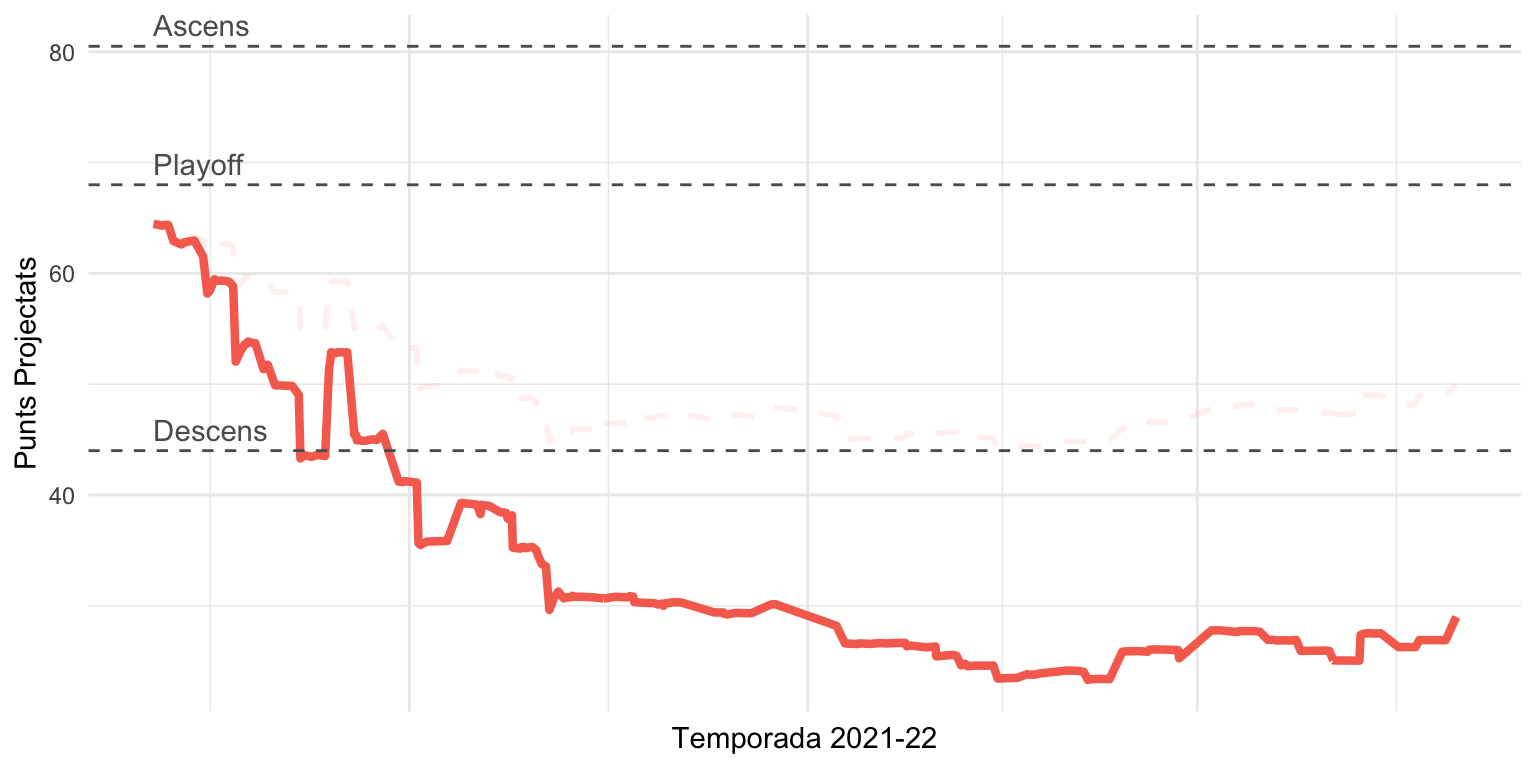 Ascens
80
Playoff
60
Descens
40
Punts Projectats
Temporada 2021-22